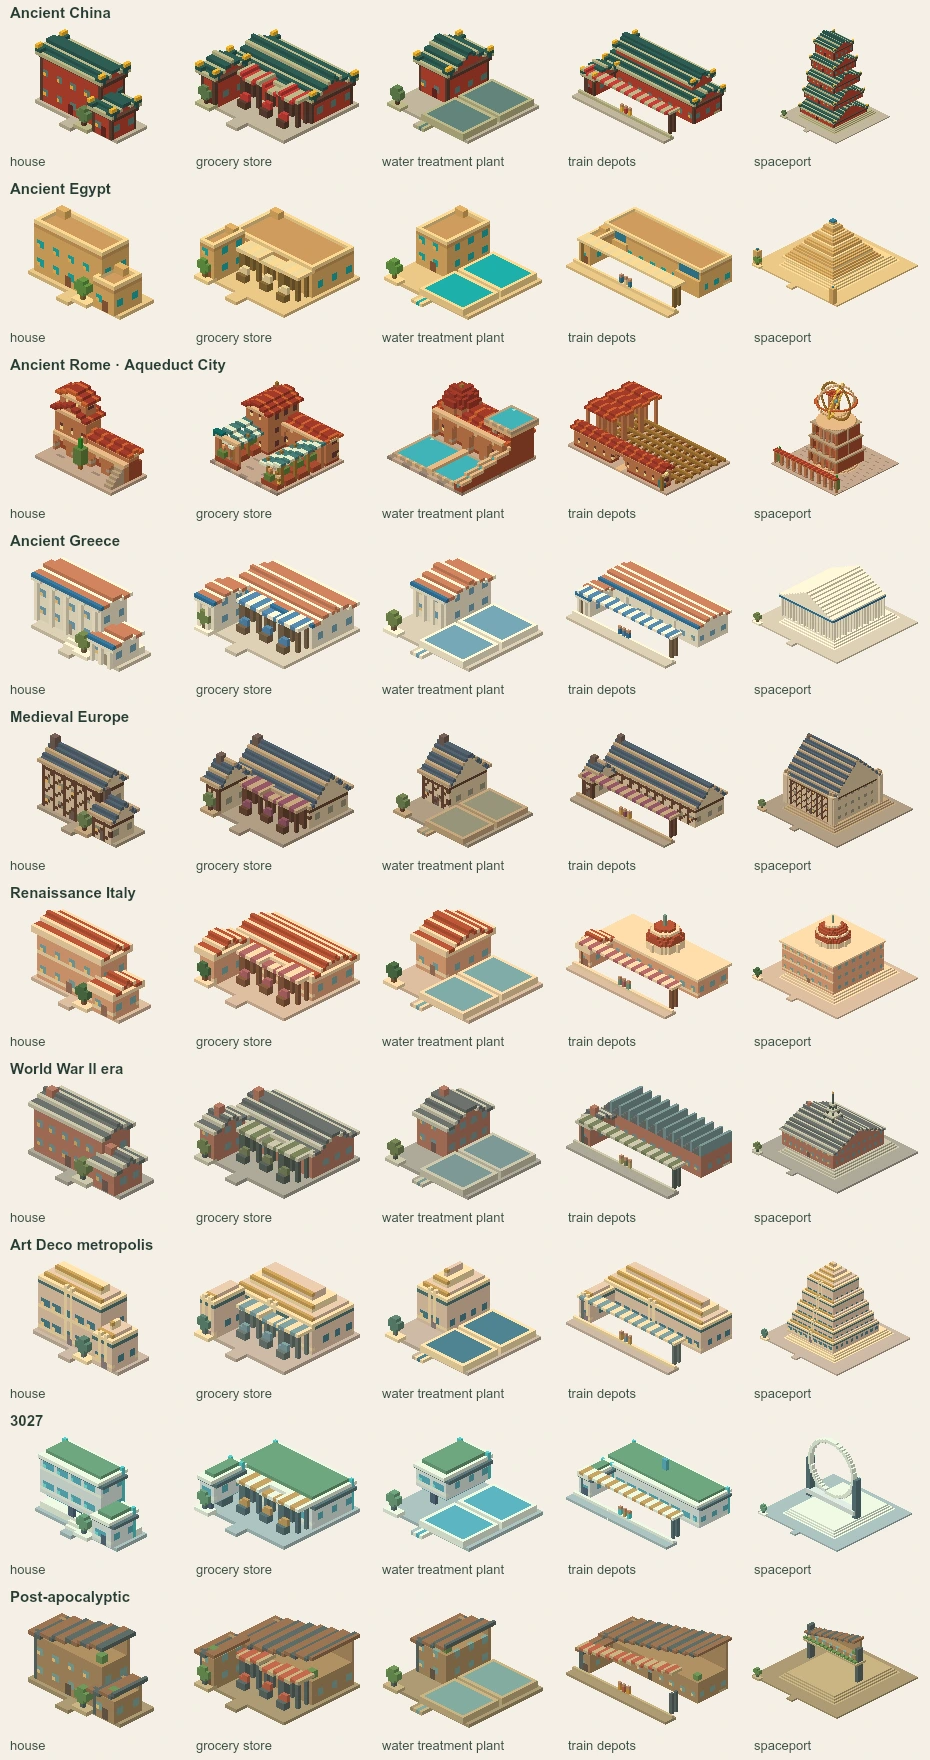 Ancient China
house
grocery store
water treatment plant
train depots
spaceport
Ancient Egypt
house
grocery store
water treatment plant
train depots
spaceport
Ancient Rome · Aqueduct City
house
grocery store
water treatment plant
train depots
spaceport
Ancient Greece
house
grocery store
water treatment plant
train depots
spaceport
Medieval Europe
house
grocery store
water treatment plant
train depots
spaceport
Renaissance Italy
house
grocery store
water treatment plant
train depots
spaceport
World War II era
house
grocery store
water treatment plant
train depots
spaceport
Art Deco metropolis
house
grocery store
water treatment plant
train depots
spaceport
3027
house
grocery store
water treatment plant
train depots
spaceport
Post-apocalyptic
house
grocery store
water treatment plant
train depots
spaceport